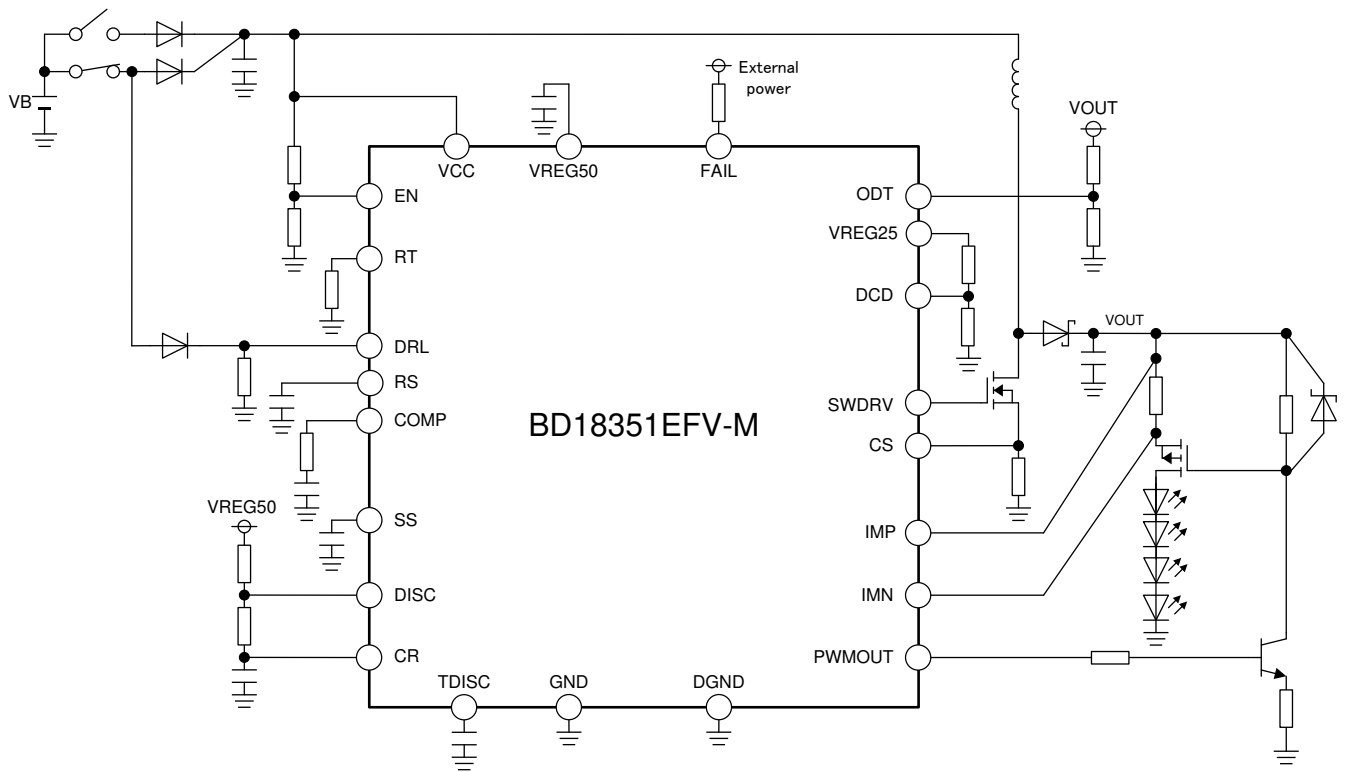 External
power
VB
VOUT
VCC
VREG50
FAIL
EN
ODT
VREG25
RT
DCD
VOUT
DRL
RS
SWDRV
COMP
BD18351EFV-M
CS
VREG50
SS
IMP
DISC
IMN
CR
PWMOUT
TDISC
GND
DGND